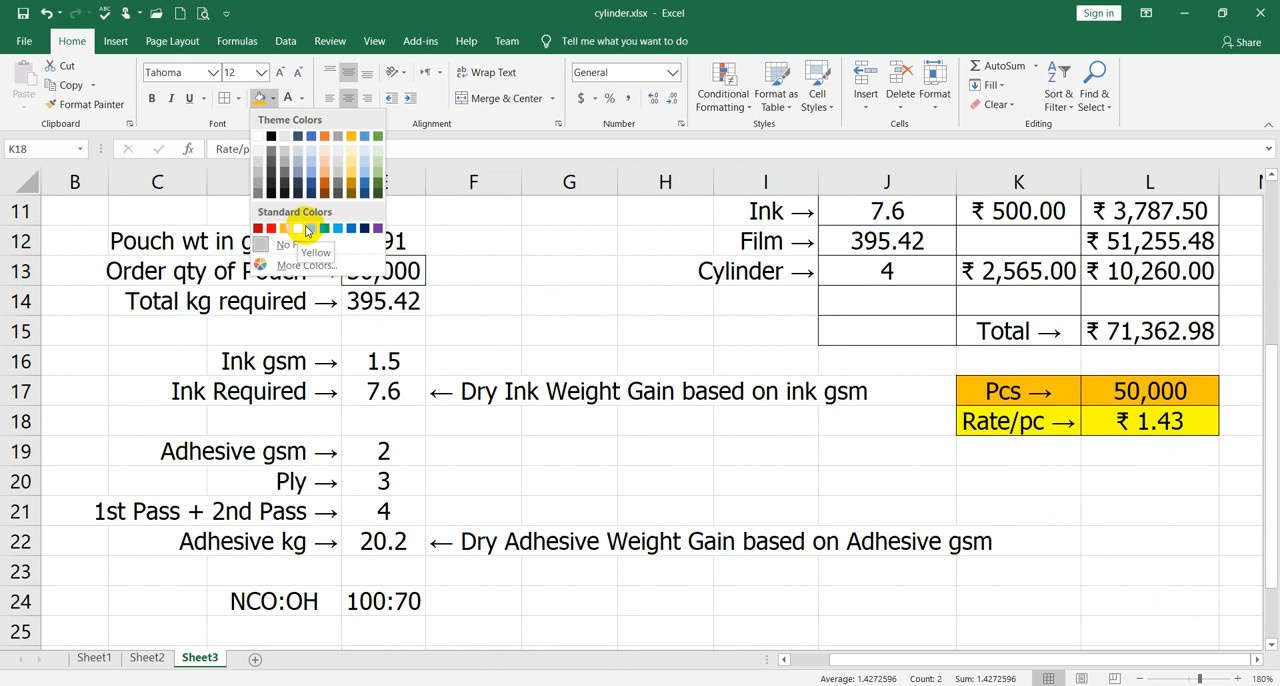 cylinder.xlsx - Excel
Sign in
File Home Insert Page Layout Formulas Data Review View Add-ins Help Team Tell me what you want to do Share
Paste
Cut
Copy
Format Painter
Clipboard
Tahoma 12
B I U
Font
Theme Colors
Standard Colors
More Colors...
Yellow
Wrap Text
Merge & Center
Alignment
General
$ % ,
Number
Conditional Formatting
Format as Table
Cell Styles
Styles
Insert Delete Format
Cells
AutoSum
Fill
Clear
Sort & Filter
Find & Select
Editing
K18 fx Rate/p
B C F G H I J K L
11 Ink → 7.6 ₹ 500.00 ₹ 3,787.50
12 Pouch wt in 91 Film → 395.42 ₹ 51,255.48
13 Order qty of Cylinder → 4 ₹ 2,565.00 ₹ 10,260.00
14 Total kg required → 395.42
15 Total → ₹ 71,362.98
16 Ink gsm → 1.5
17 Ink Required → 7.6 ← Dry Ink Weight Gain based on ink gsm Pcs → 50,000
18 Rate/pc → ₹ 1.43
19 Adhesive gsm → 2
20 Ply → 3
21 1st Pass + 2nd Pass → 4
22 Adhesive kg → 20.2 ← Dry Adhesive Weight Gain based on Adhesive gsm
23
24 NCO:OH 100:70
25
Sheet1 Sheet2 Sheet3
Average: 1.4272596 Count: 2 Sum: 1.4272596 180%